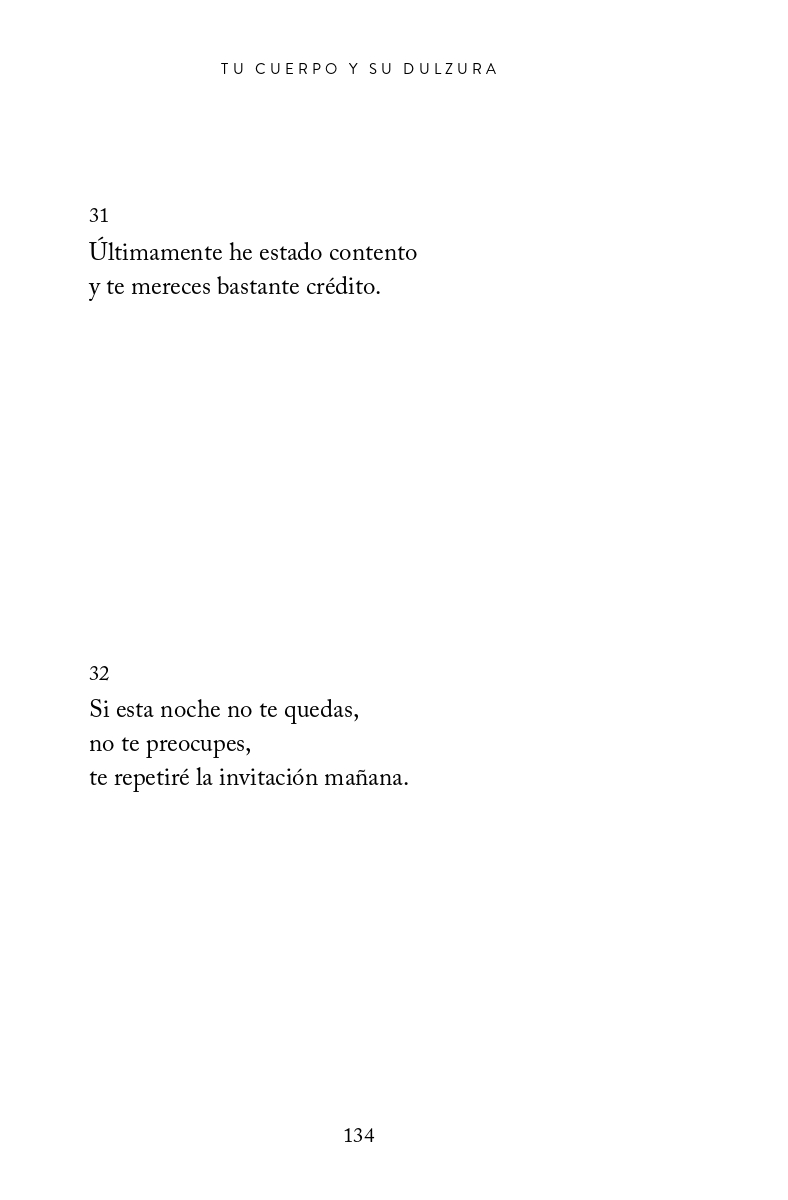 TU CUERPO Y SU DULZURA
31
Últimamente he estado contento
y te mereces bastante crédito.
32
Si esta noche no te quedas,
no te preocupes,
te repetiré la invitación mañana.
134